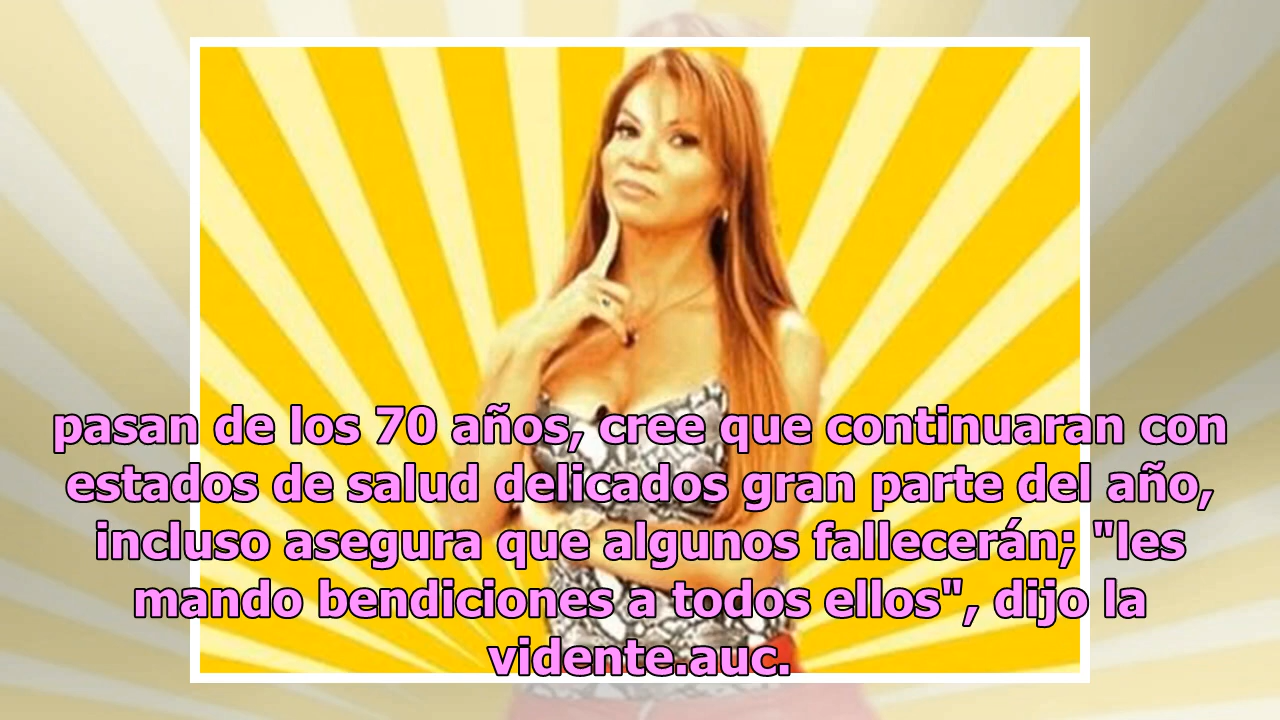 pasan de los 70 años, cree que continuaran con
estados de salud delicados gran parte del año,
incluso asegura que algunos fallecerán; "les
mando bendiciones a todos ellos", dijo la
vidente.auc.